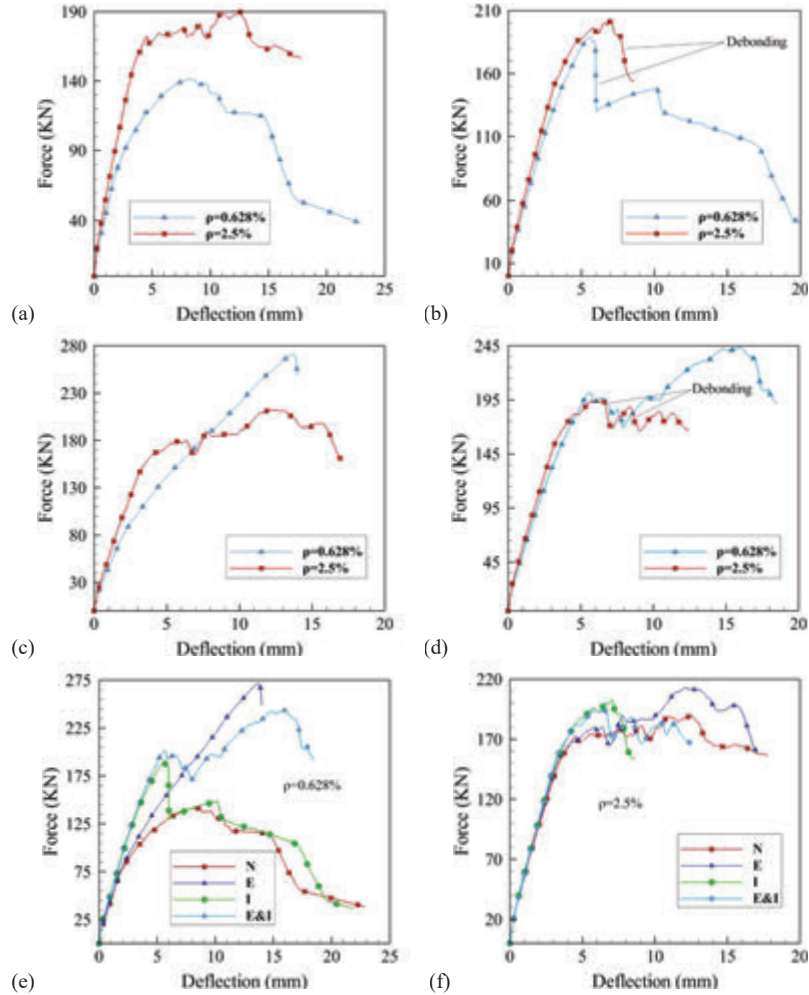 190
140
90
40
Force (KN)
0 5 10 15 20 25
Deflection (mm)
ρ=0.628%
ρ=2.5%
(a)
210
160
110
60
10
Force (KN)
0 5 10 15 20
Deflection (mm)
Debonding
ρ=0.628%
ρ=2.5%
(b)
280
230
180
130
80
30
Force (KN)
0 5 10 15 20
Deflection (mm)
ρ=0.628%
ρ=2.5%
(c)
245
195
145
95
45
Force (KN)
0 5 10 15 20
Deflection (mm)
Debonding
ρ=0.628%
ρ=2.5%
(d)
275
225
175
125
75
25
Force (KN)
0 5 10 15 20 25
Deflection (mm)
ρ=0.628%
N
E
I
E&I
(e)
220
170
120
70
20
Force (KN)
0 5 10 15 20
Deflection (mm)
ρ=2.5%
N
E
I
E&I
(f)